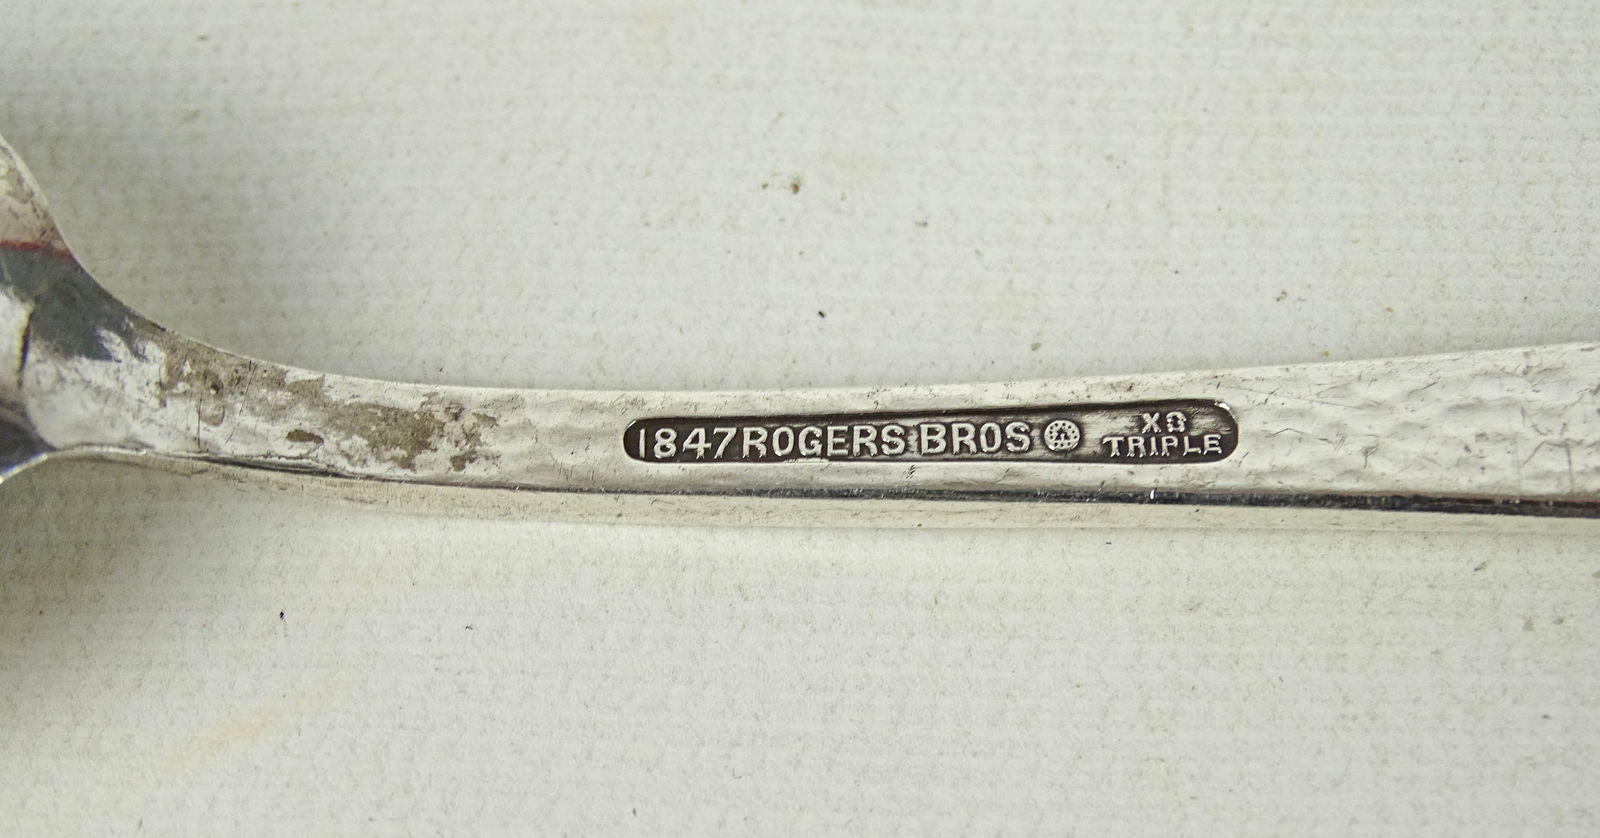 1847 ROGERS BROS
XS
TRIPLE